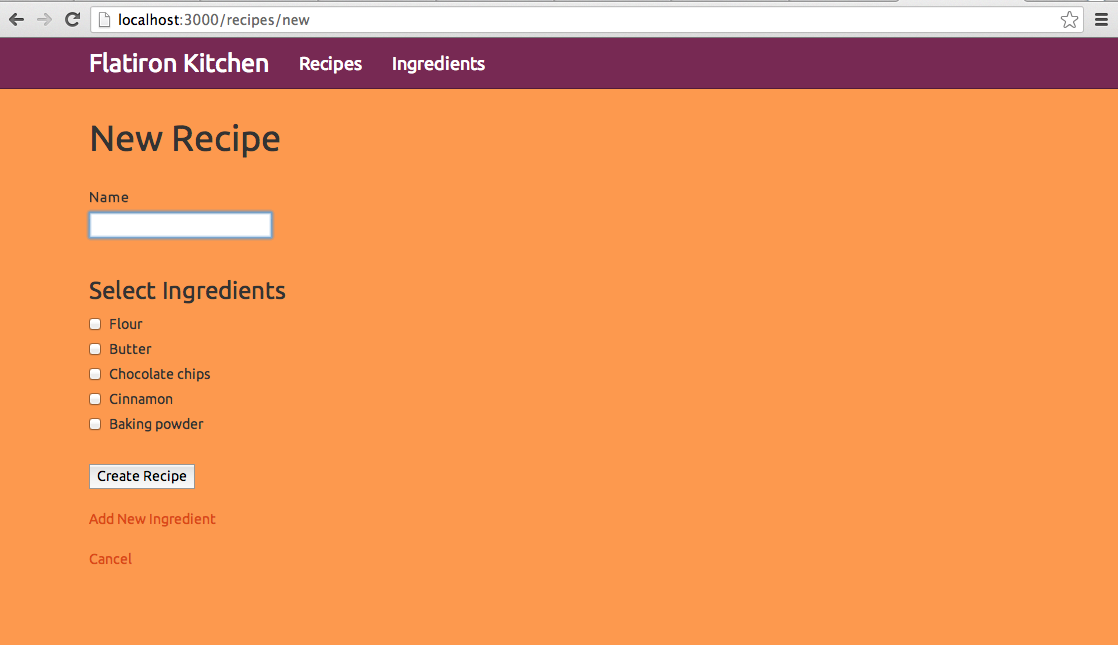 localhost:3000/recipes/new
Flatiron Kitchen Recipes Ingredients
New Recipe
Name
Select Ingredients
Flour
Butter
Chocolate chips
Cinnamon
Baking powder
Create Recipe
Add New Ingredient
Cancel